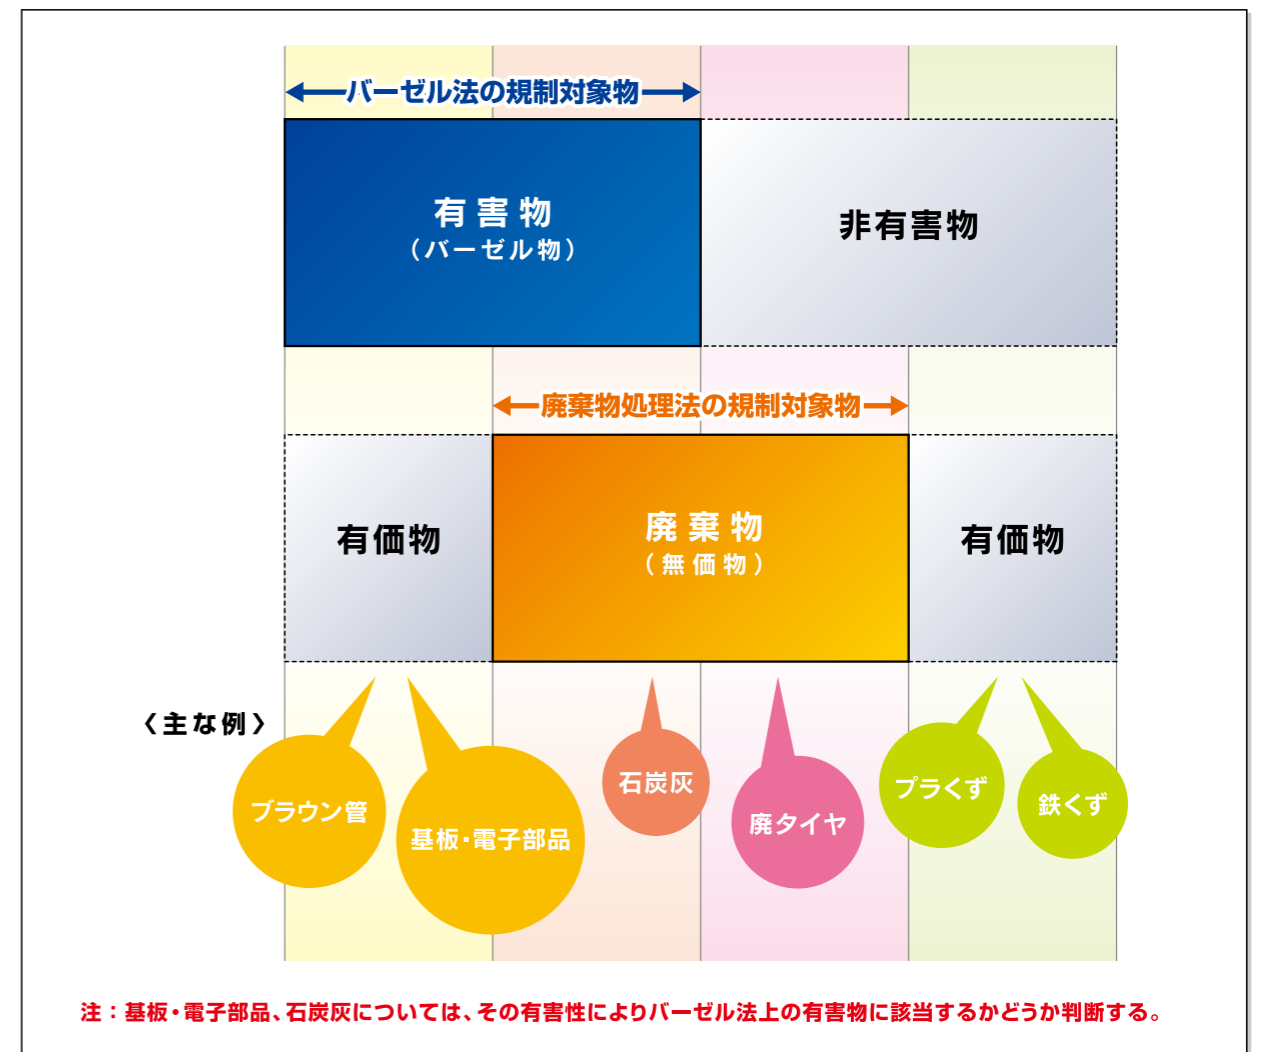 バーゼル法の規制対象物
有害物
（バーゼル物）
非有害物
廃棄物処理法の規制対象物
有価物
廃棄物
（無価物）
有価物
〈主な例〉
ブラウン管
基板・電子部品
石炭灰
廃タイヤ
プラくず
鉄くず
注：基板・電子部品、石炭灰については、その有害性によりバーゼル法上の有害物に該当するかどうか判断する。